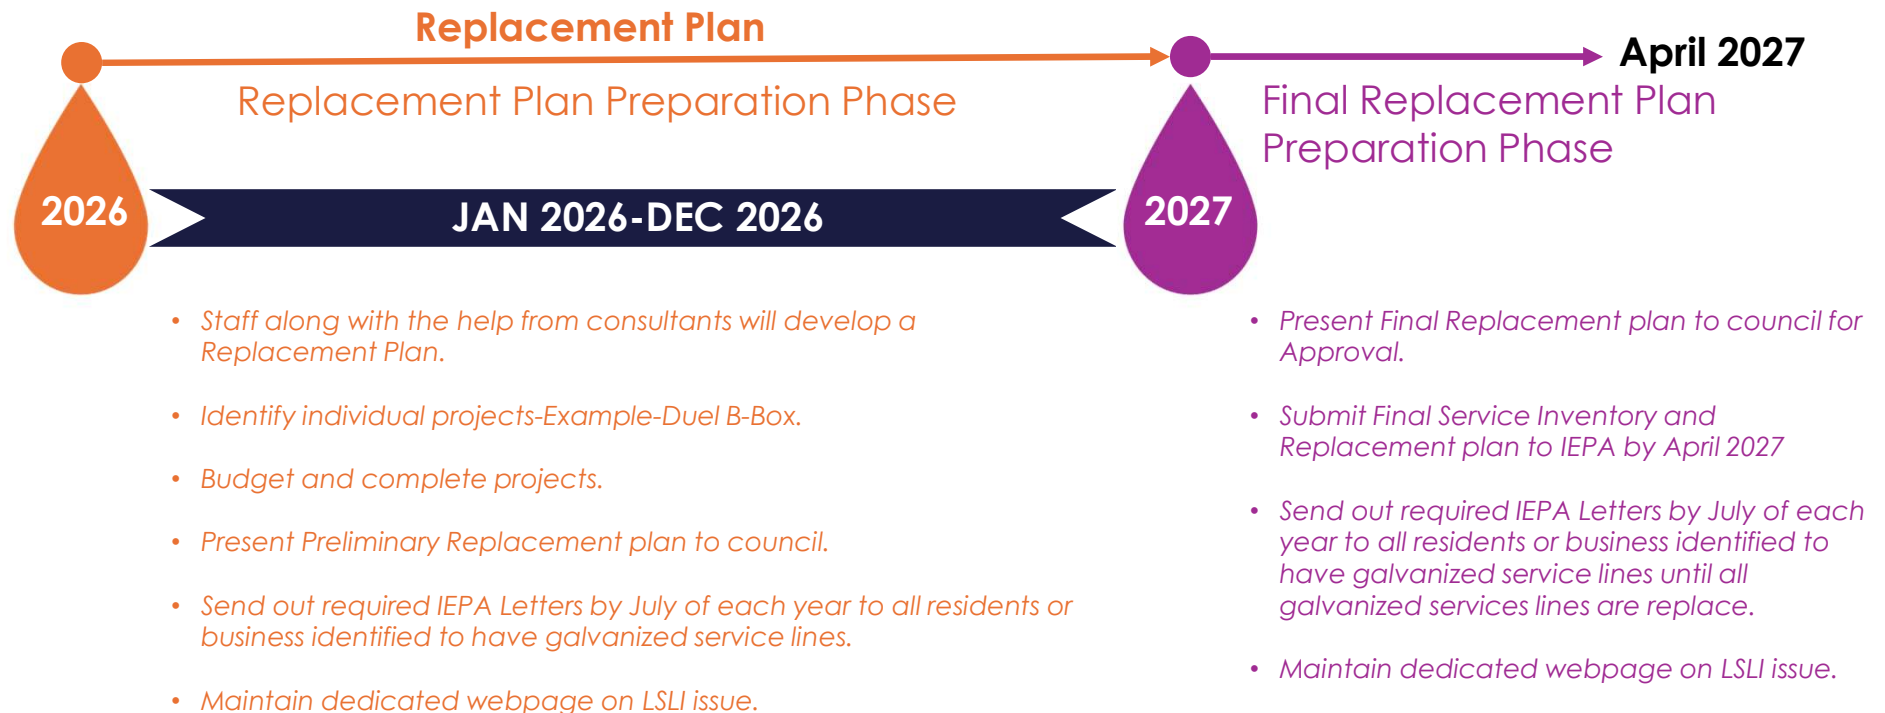 Replacement Plan
Replacement Plan Preparation Phase
2026
JAN 2026-DEC 2026
• Staff along with the help from consultants will develop a
Replacement Plan.
• Identify individual projects-Example-Duel B-Box.
• Budget and complete projects.
• Present Preliminary Replacement plan to council.
• Send out required IEPA Letters by July of each year to all residents or
business identified to have galvanized service lines.
• Maintain dedicated webpage on LSLI issue.
April 2027
Final Replacement Plan
Preparation Phase
2027
• Present Final Replacement plan to council for
Approval.
• Submit Final Service Inventory and
Replacement plan to IEPA by April 2027
• Send out required IEPA Letters by July of each
year to all residents or business identified to
have galvanized service lines until all
galvanized services lines are replace.
• Maintain dedicated webpage on LSLI issue.